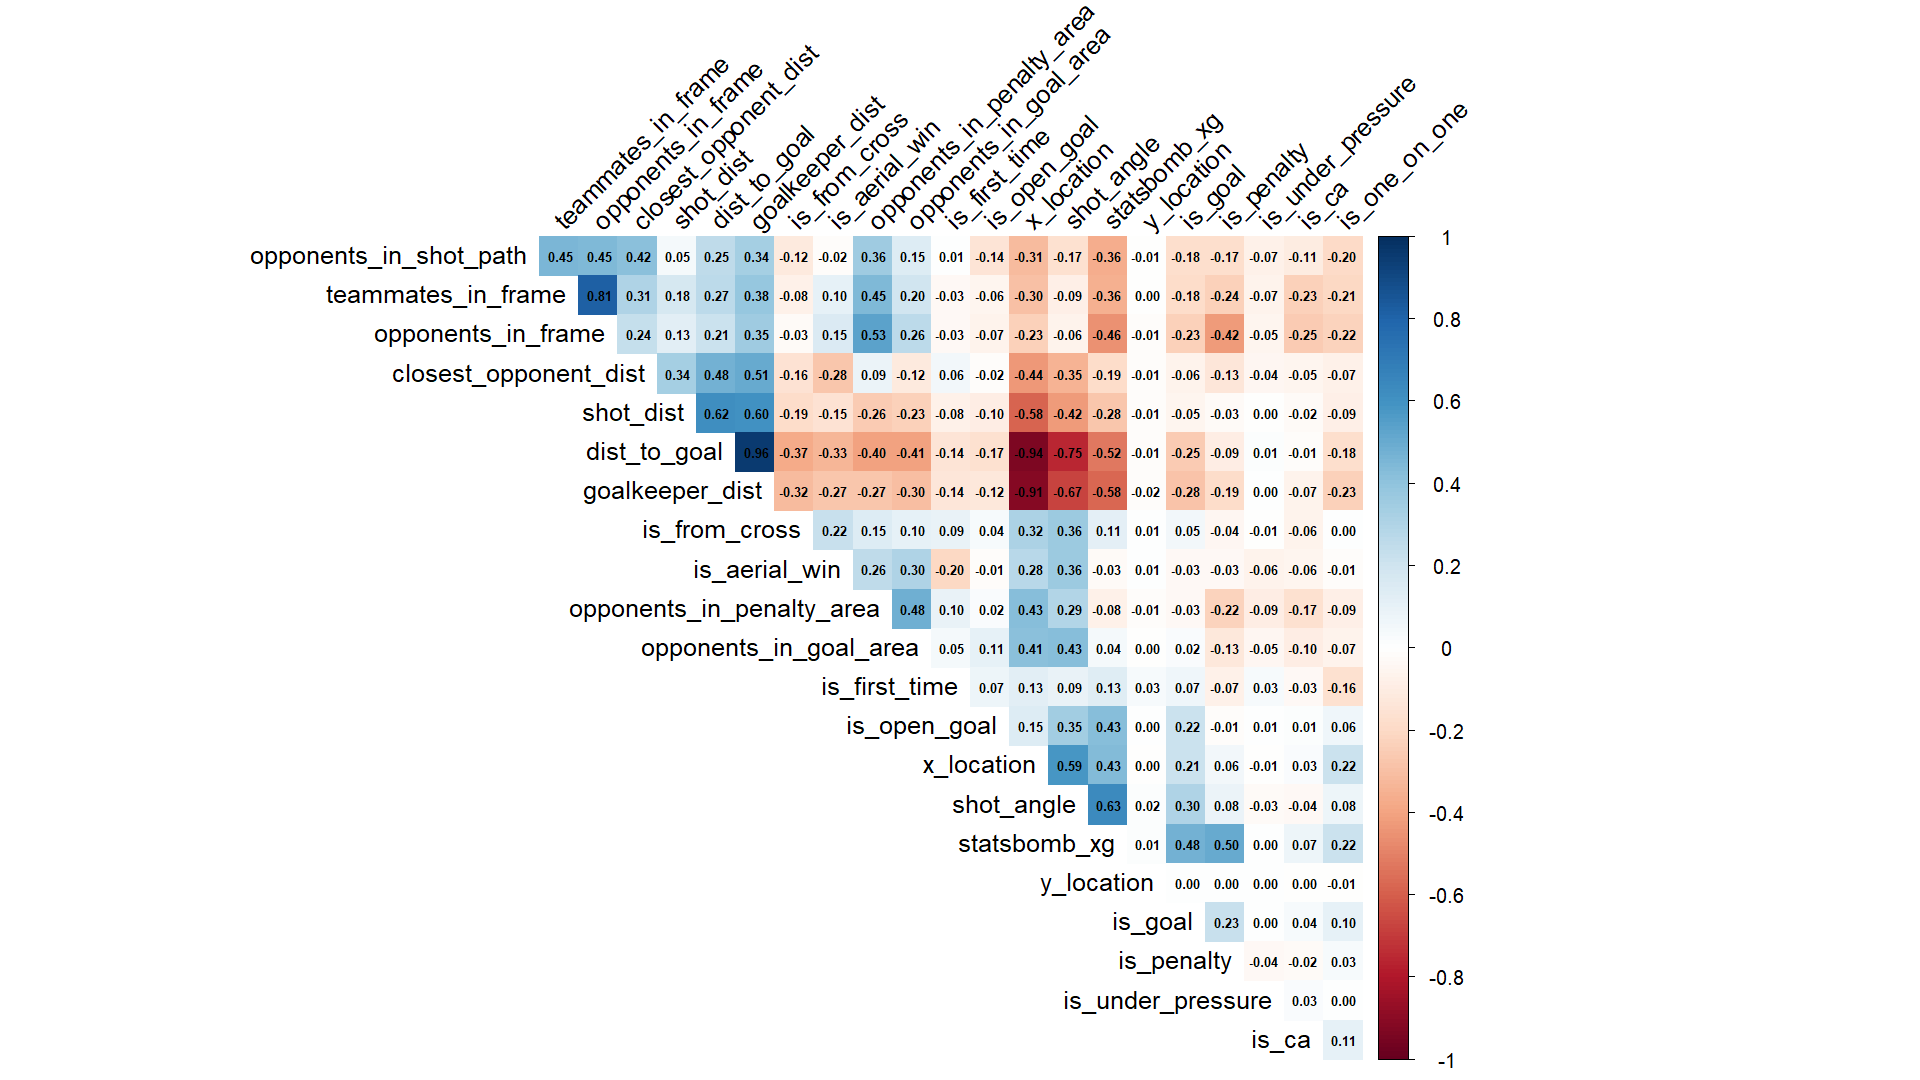 teammates_in_frame
opponents_in_frame
closest_opponent_dist
shot_dist
dist_to_goal
goalkeeper_dist
is_from_cross
is_aerial_win
opponents_in_penalty_area
opponents_in_goal_area
is_first_time
is_open_goal
x_location
shot_angle
statsbomb_xg
y_location
is_goal
is_penalty
is_under_pressure
is_ca
is_one_on_one
opponents_in_shot_path 0.45 0.45 0.42 0.05 0.25 0.34 -0.12 -0.02 0.36 0.15 0.01 -0.14 -0.31 -0.17 -0.36 -0.01 -0.18 -0.17 -0.07 -0.11 -0.20
teammates_in_frame 0.81 0.31 0.18 0.27 0.38 -0.08 0.10 0.45 0.20 -0.03 -0.06 -0.30 -0.09 -0.36 0.00 -0.18 -0.24 -0.07 -0.23 -0.21
opponents_in_frame 0.24 0.13 0.21 0.35 -0.03 0.15 0.53 0.26 -0.03 -0.07 -0.23 -0.06 -0.46 -0.01 -0.23 -0.42 -0.05 -0.25 -0.22
closest_opponent_dist 0.34 0.48 0.51 -0.16 -0.28 0.09 -0.12 0.06 -0.02 -0.44 -0.35 -0.19 -0.01 -0.06 -0.13 -0.04 -0.05 -0.07
shot_dist 0.62 0.60 -0.19 -0.15 -0.26 -0.23 -0.08 -0.10 -0.58 -0.42 -0.28 -0.01 -0.05 -0.03 0.00 -0.02 -0.09
dist_to_goal 0.96 -0.37 -0.33 -0.40 -0.41 -0.14 -0.17 -0.94 -0.75 -0.52 -0.01 -0.25 -0.09 0.01 -0.01 -0.18
goalkeeper_dist -0.32 -0.27 -0.27 -0.30 -0.14 -0.12 -0.91 -0.67 -0.58 -0.02 -0.28 -0.19 0.00 -0.07 -0.23
is_from_cross 0.22 0.15 0.10 0.09 0.04 0.32 0.36 0.11 0.01 0.05 -0.04 -0.01 -0.06 0.00
is_aerial_win 0.26 0.30 -0.20 -0.01 0.28 0.36 -0.03 0.01 -0.03 -0.03 -0.06 -0.06 -0.01
opponents_in_penalty_area 0.48 0.10 0.02 0.43 0.29 -0.08 -0.01 -0.03 -0.22 -0.09 -0.17 -0.09
opponents_in_goal_area 0.05 0.11 0.41 0.43 0.04 0.00 0.02 -0.13 -0.05 -0.10 -0.07
is_first_time 0.07 0.13 0.09 0.13 0.03 0.07 -0.07 0.03 -0.03 -0.16
is_open_goal 0.15 0.35 0.43 0.00 0.22 -0.01 0.01 0.01 0.06
x_location 0.59 0.43 0.00 0.21 0.06 -0.01 0.03 0.22
shot_angle 0.63 0.02 0.30 0.08 -0.03 -0.04 0.08
statsbomb_xg 0.01 0.48 0.50 0.00 0.07 0.22
y_location 0.00 0.00 0.00 0.00 -0.01
is_goal 0.23 0.00 0.04 0.10
is_penalty -0.04 -0.02 0.03
is_under_pressure 0.03 0.00
is_ca 0.11
1
0.8
0.6
0.4
0.2
0
-0.2
-0.4
-0.6
-0.8
-1